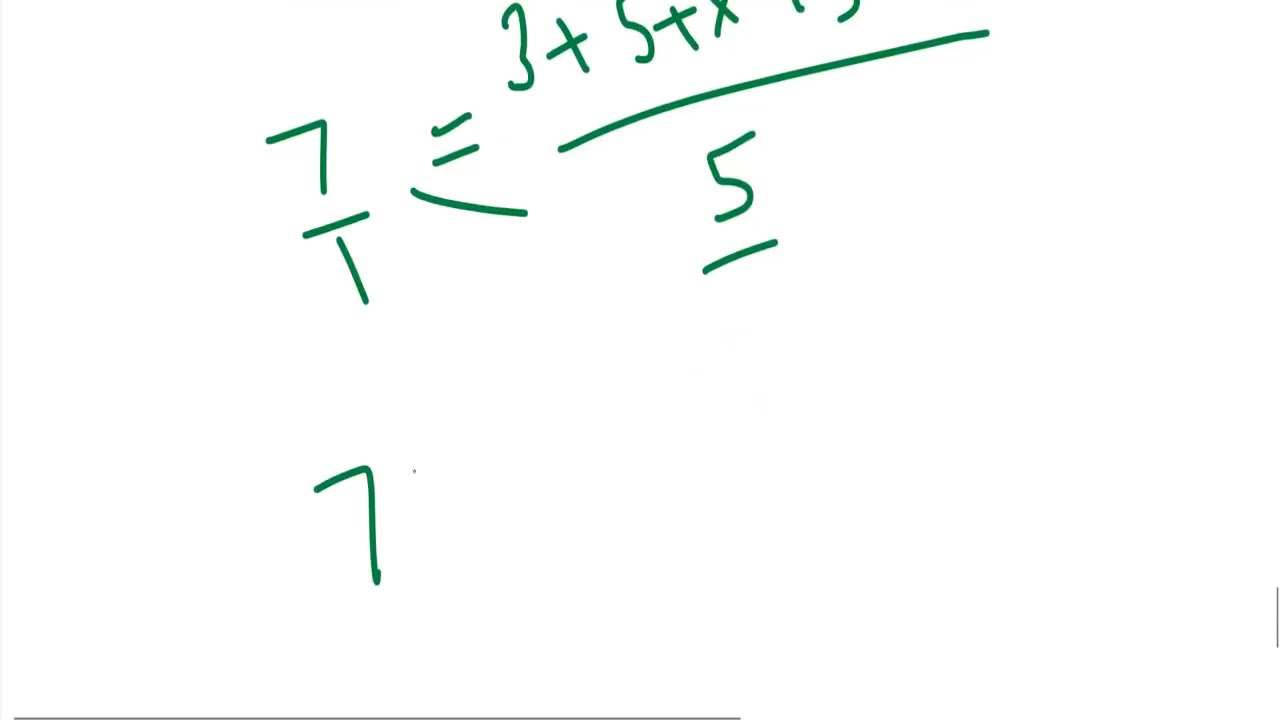 3+5+x+
7/1 = 
5
7